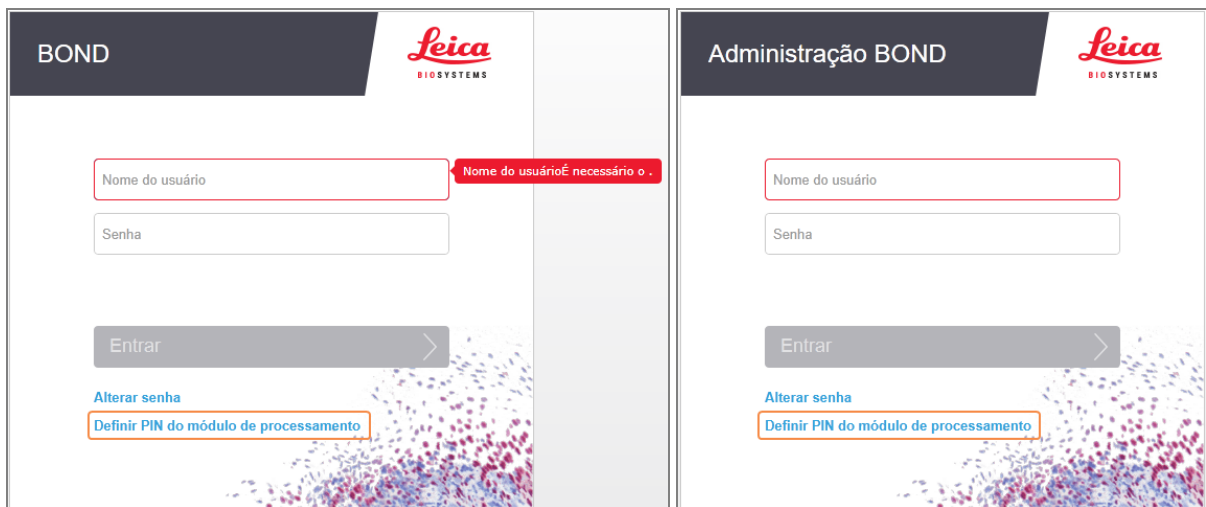 BOND
Leica
BIOSYSTEMS
Nome do usuário
Nome do usuárioÉ necessário o .
Senha
Entrar
Alterar senha
Definir PIN do módulo de processamento
Administração BOND
Leica
BIOSYSTEMS
Nome do usuário
Senha
Entrar
Alterar senha
Definir PIN do módulo de processamento